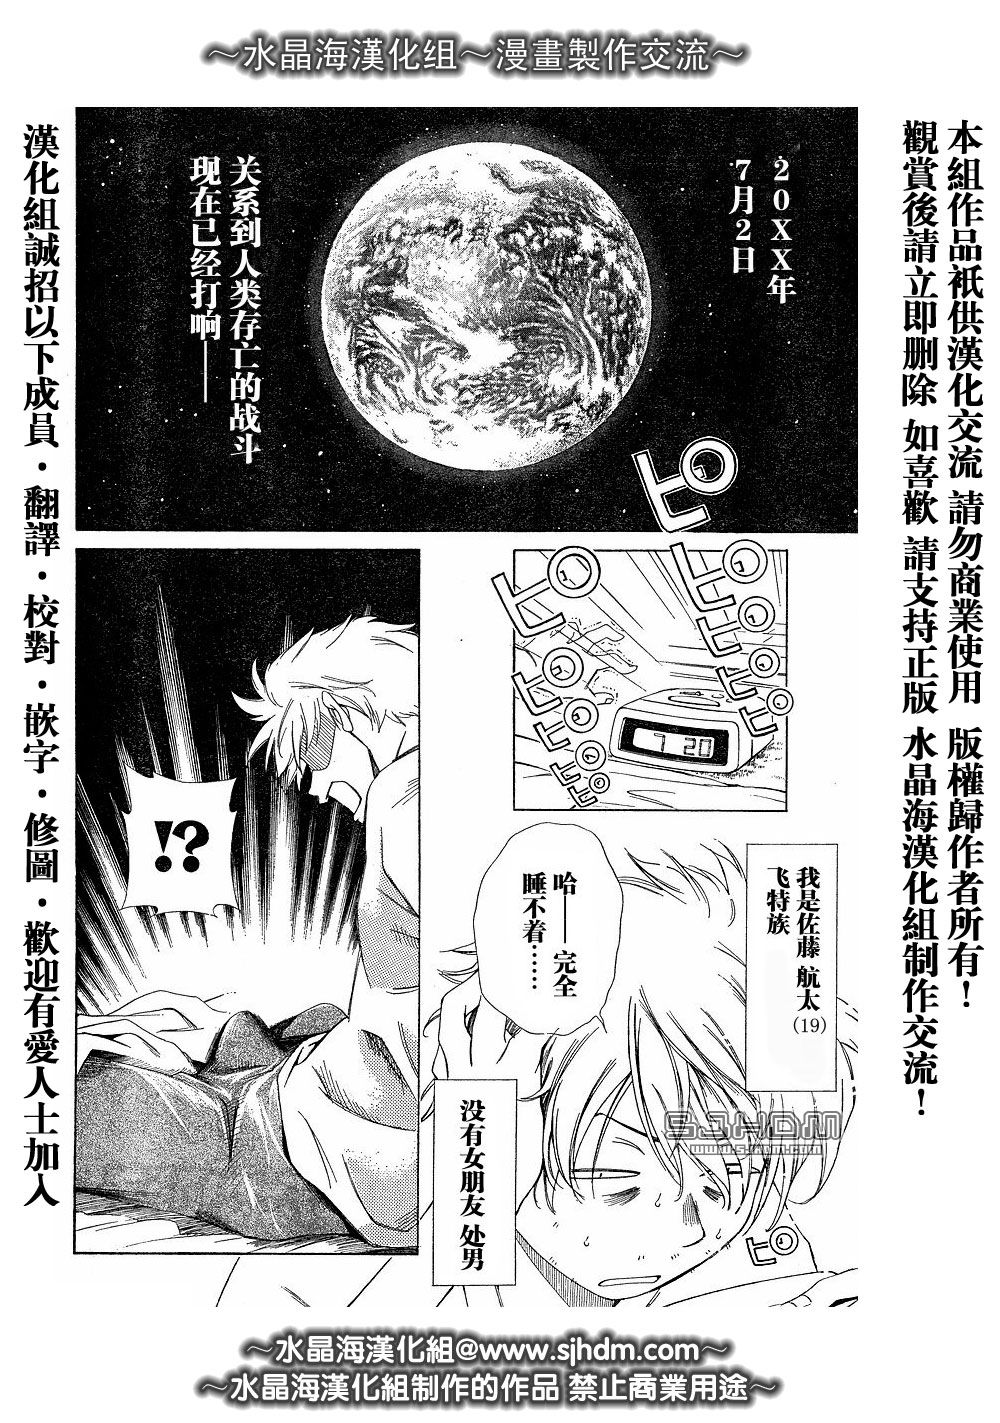 ～水晶海漢化组～漫畫製作交流～
本組作品祇供漢化交流 請勿商業使用 版權歸作者所有！
觀賞後請立即刪除 如喜歡 請支持正版 水晶海漢化组制作交流！
20XX年
7月2日
关系到人类存亡的战斗
现在已经打响——
ピ
ピピピピ
ピピピピピ
7 20
我是佐藤 航太(19)
飞特族
哈——完全
睡不着……
没有女朋友 处男
ピ
!?
SJHDM
s-jhdm.com
漢化組誠招以下成員・翻譯・校對・嵌字・修圖・歡迎有愛人士加入
～水晶海漢化組@www.sjhdm.com～
～水晶海漢化組制作的作品 禁止商業用途～